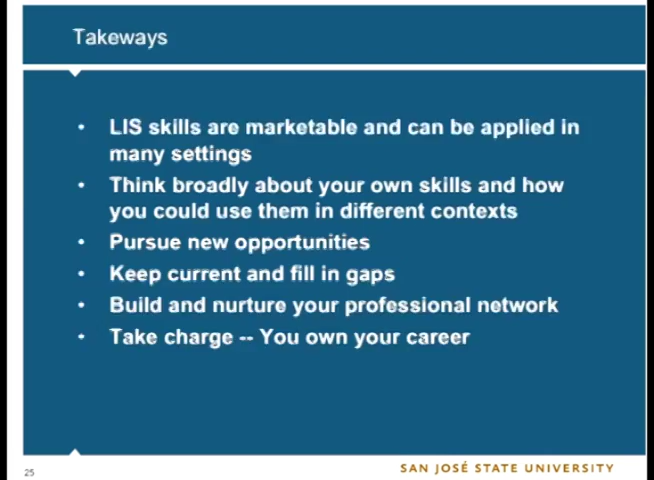 Takeways
• LIS skills are marketable and can be applied in
many settings
• Think broadly about your own skills and how
you could use them in different contexts
• Pursue new opportunities
• Keep current and fill in gaps
• Build and nurture your professional network
• Take charge -- You own your career
25
SAN JOSÉ STATE UNIVERSITY